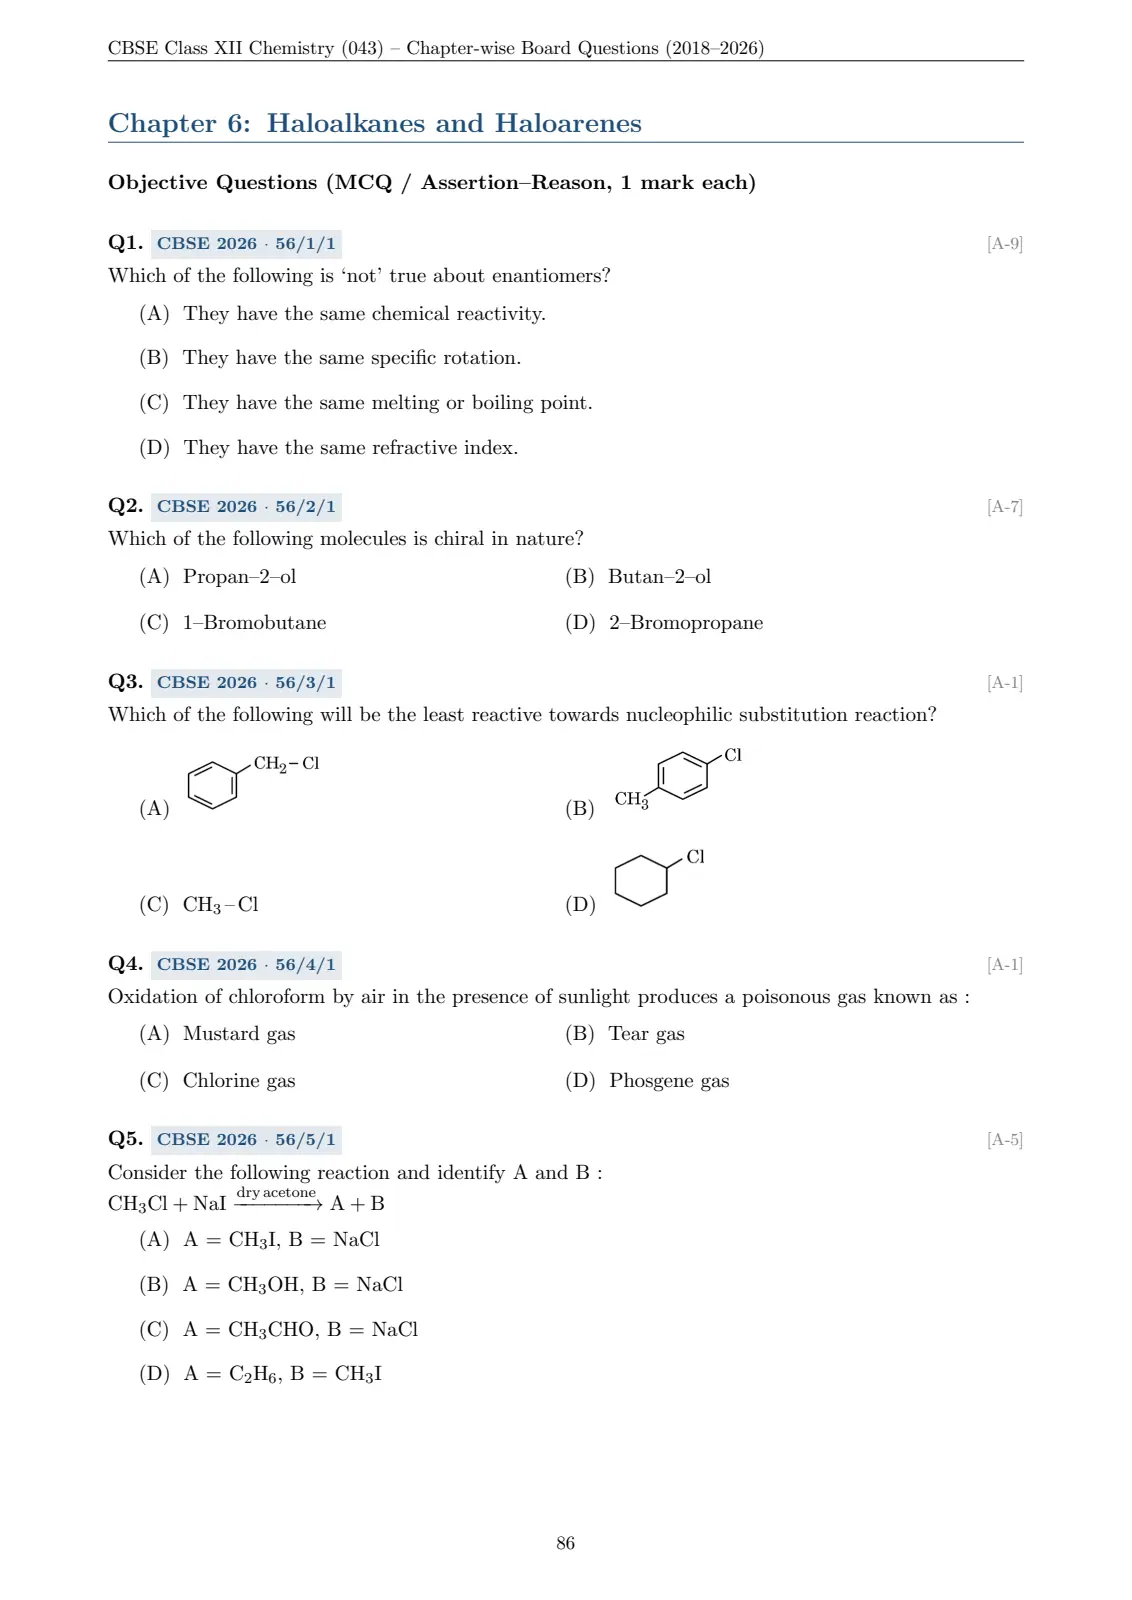 CBSE Class XII Chemistry (043) – Chapter-wise Board Questions (2018–2026)
Chapter 6: Haloalkanes and Haloarenes
Objective Questions (MCQ / Assertion–Reason, 1 mark each)
Q1. CBSE 2026 · 56/1/1 [A-9]
Which of the following is ‘not’ true about enantiomers?
(A) They have the same chemical reactivity.
(B) They have the same specific rotation.
(C) They have the same melting or boiling point.
(D) They have the same refractive index.
Q2. CBSE 2026 · 56/2/1 [A-7]
Which of the following molecules is chiral in nature?
(A) Propan–2–ol (B) Butan–2–ol
(C) 1–Bromobutane (D) 2–Bromopropane
Q3. CBSE 2026 · 56/3/1 [A-1]
Which of the following will be the least reactive towards nucleophilic substitution reaction?
(A) CH₂–Cl (B) CH₃ Cl
(C) CH₃–Cl (D) Cl
Q4. CBSE 2026 · 56/4/1 [A-1]
Oxidation of chloroform by air in the presence of sunlight produces a poisonous gas known as :
(A) Mustard gas (B) Tear gas
(C) Chlorine gas (D) Phosgene gas
Q5. CBSE 2026 · 56/5/1 [A-5]
Consider the following reaction and identify A and B :
CH₃Cl + NaI dry acetone → A + B
(A) A = CH₃I, B = NaCl
(B) A = CH₃OH, B = NaCl
(C) A = CH₃CHO, B = NaCl
(D) A = C₂H₆, B = CH₃I
86